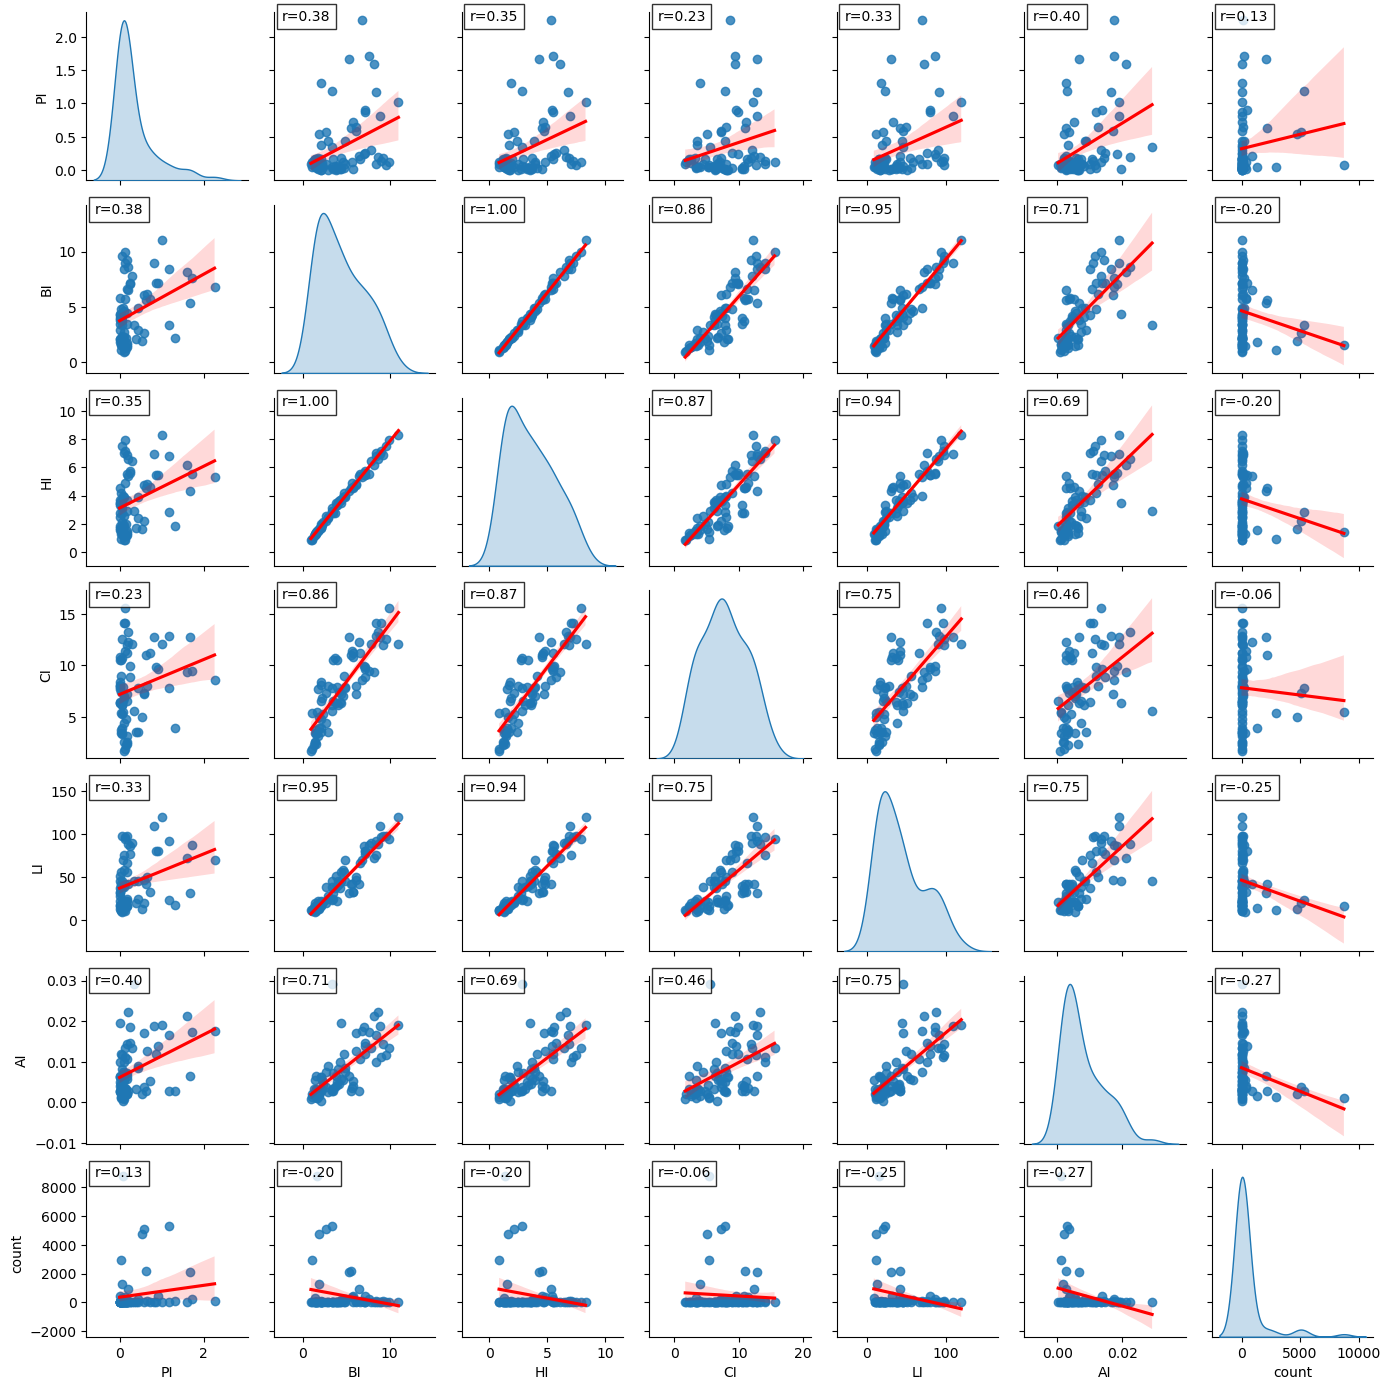 r=0.38 r=0.35 r=0.23 r=0.33 r=0.40 r=0.13
2.0
1.5
1.0
0.5
0.0
PI
r=0.38 r=1.00 r=0.86 r=0.95 r=0.71 r=-0.20
10
5
0
BI
r=0.35 r=1.00 r=0.87 r=0.94 r=0.69 r=-0.20
10
8
6
4
2
0
HI
r=0.23 r=0.86 r=0.87 r=0.75 r=0.46 r=-0.06
15
10
5
CI
r=0.33 r=0.95 r=0.94 r=0.75 r=0.75 r=-0.25
150
100
50
0
LI
r=0.40 r=0.71 r=0.69 r=0.46 r=0.75 r=-0.27
0.03
0.02
0.01
0.00
−0.01
AI
r=0.13 r=-0.20 r=-0.20 r=-0.06 r=-0.25 r=-0.27
8000
6000
4000
2000
0
−2000
count
0 2 0 10 0 5 10 0 10 20 0 100 0.00 0.02 0 5000 10000
PI BI HI CI LI AI count